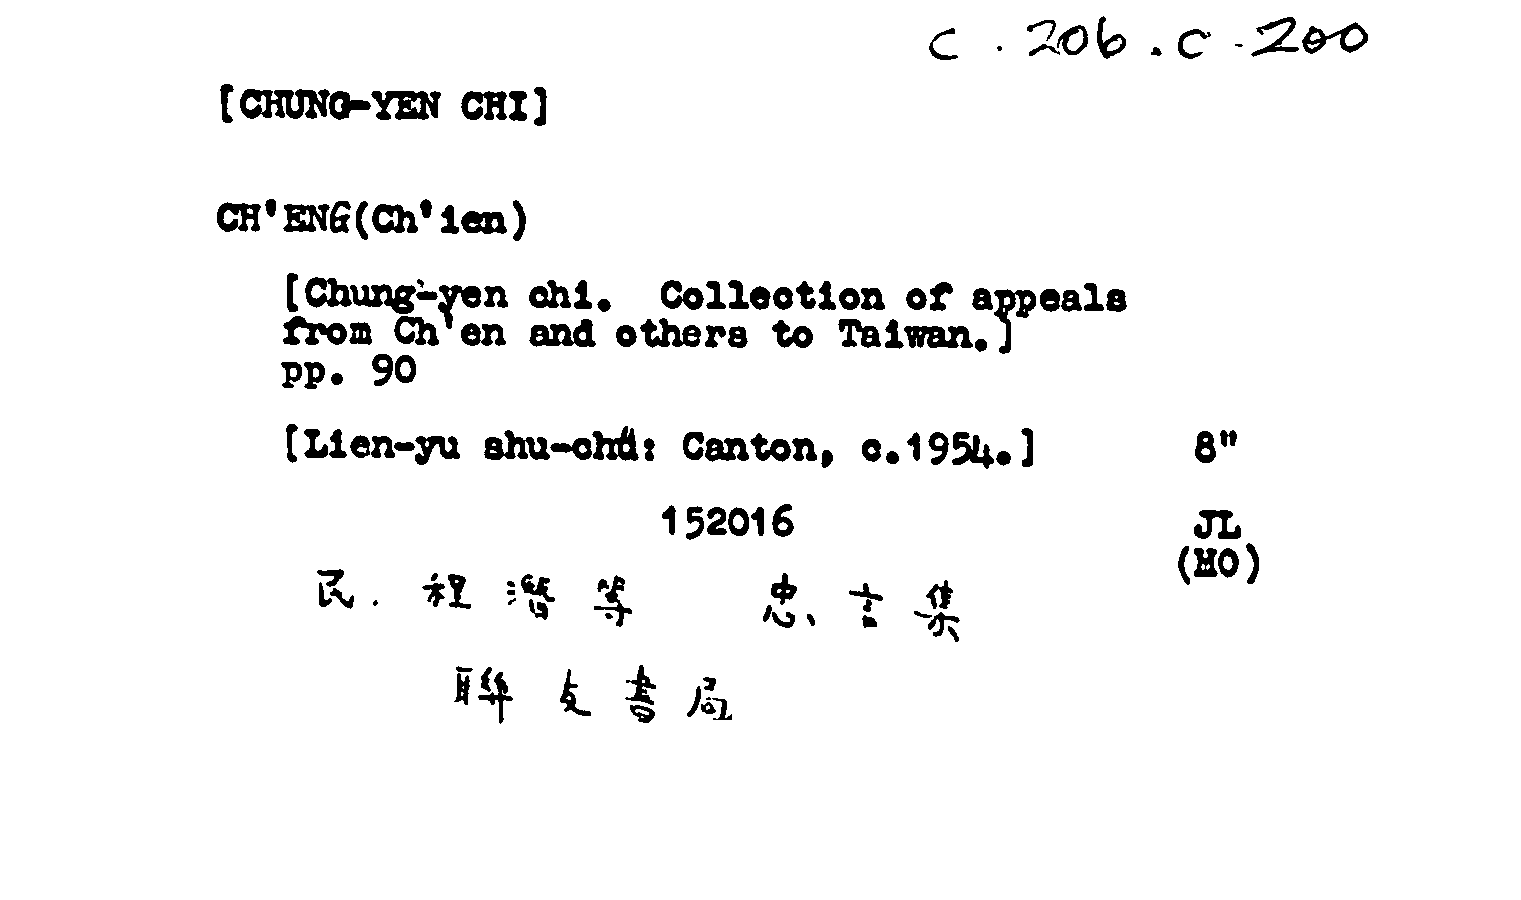 C.206.C.200
[CHUNG-YEN CHI]
CH'ENG(Ch'ien)
[Chung-yen chi. Collection of appeals
from Ch'en and others to Taiwan.]
pp. 90
[Lien-yu shu-chü: Canton, c.1954.] 8"
152016 JL
(MO)
民. 程潛等 忠言集
聯友書局